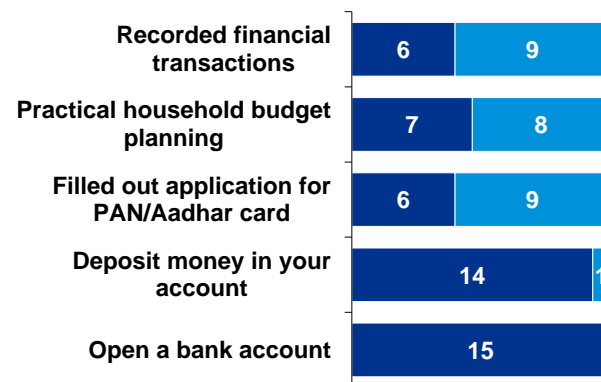 Recorded financial
transactions
6 9
Practical household budget
planning
7 8
Filled out application for
PAN/Aadhar card
6 9
Deposit money in your
account
14 1
Open a bank account
15